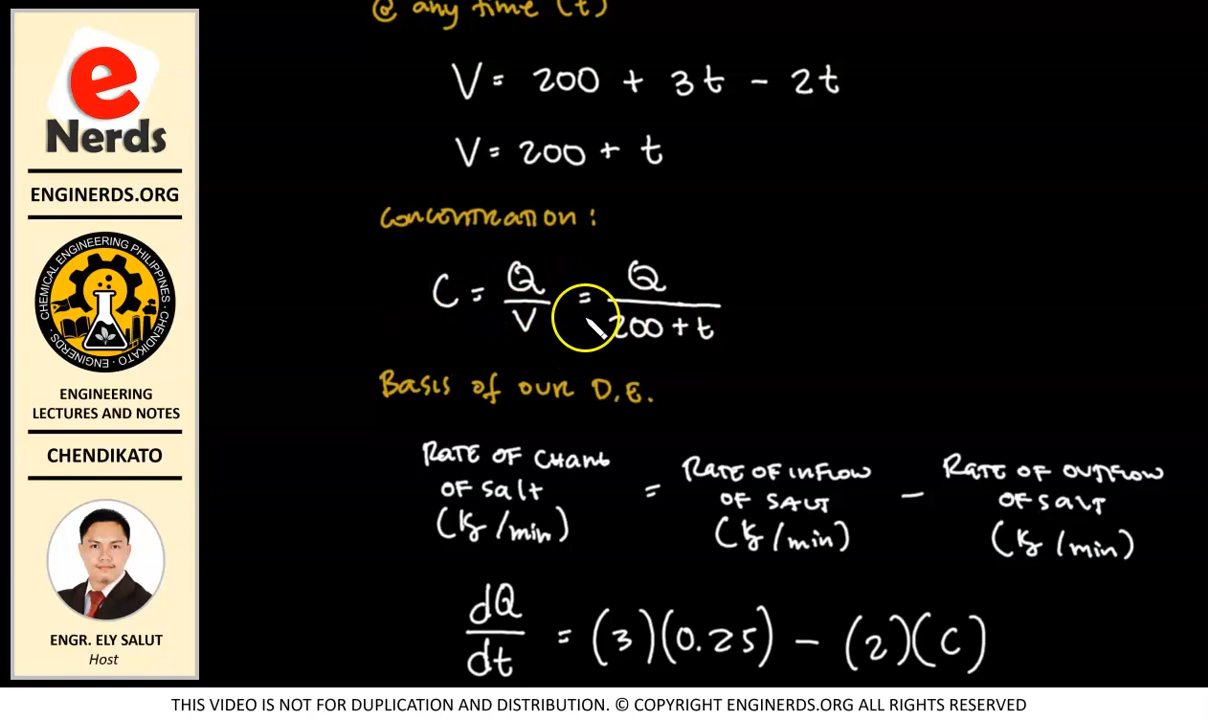 e
Nerds
ENGINERDS.ORG
CHEMICAL ENGINEERING PHILIPPINES
CHENDIKATO - ENGINERDS
ENGINEERING
LECTURES AND NOTES
CHENDIKATO
ENGR. ELY SALUT
Host
@ any time (t)
V = 200 + 3t - 2t
V = 200 + t
Concentration :
C = Q/V = Q/(200 + t)
Basis of our D.E.
RATE OF CHANG OF Salt (Kg/min) = RATE OF INFLOW OF SALT (Kg/min) - RATE OF OUTFLOW OF SALT (Kg/min)
dQ/dt = (3)(0.25) - (2)(C)
THIS VIDEO IS NOT FOR DUPLICATION AND DISTRIBUTION. © COPYRIGHT ENGINERDS.ORG ALL RIGHTS RESERVED